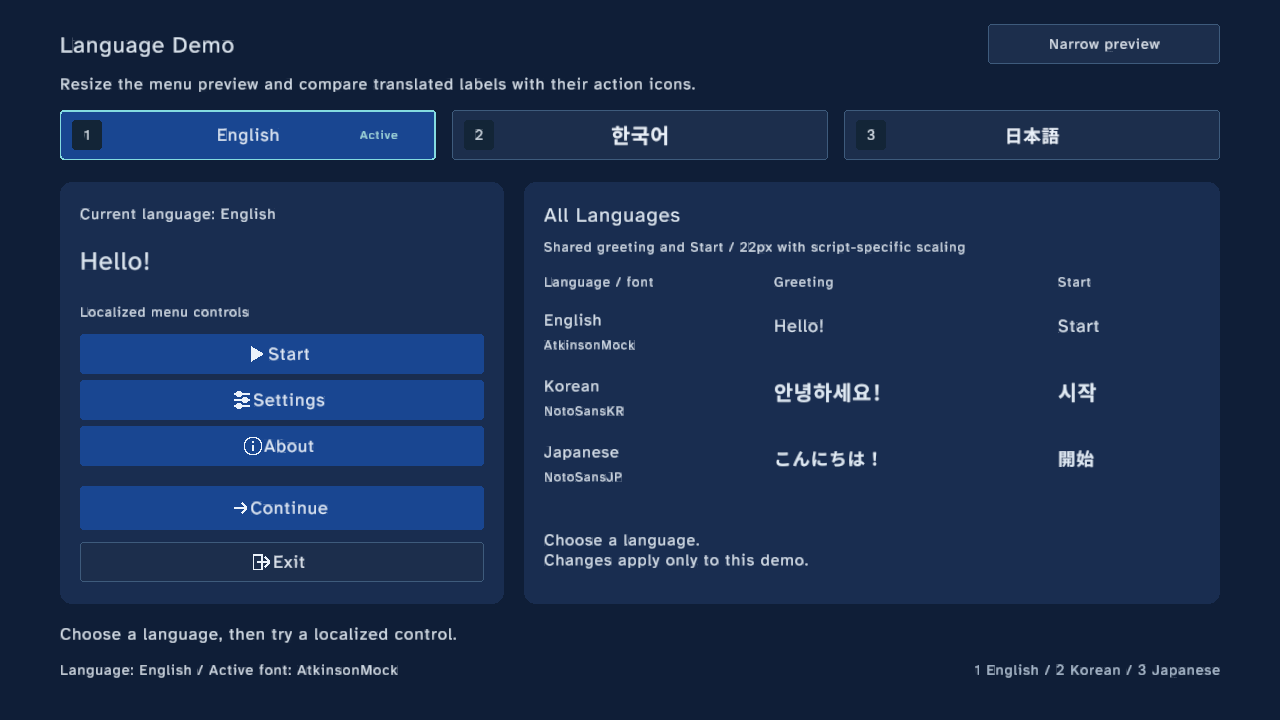 Language Demo
Narrow preview
Resize the menu preview and compare translated labels with their action icons.
1 English Active
2 한국어
3 日本語
Current language: English
Hello!
Localized menu controls
Start
Settings
About
Continue
Exit
All Languages
Shared greeting and Start / 22px with script-specific scaling
Language / font Greeting Start
English Hello! Start
AtkinsonMock
Korean 안녕하세요! 시작
NotoSansKR
Japanese こんにちは！ 開始
NotoSansJP
Choose a language.
Changes apply only to this demo.
Choose a language, then try a localized control.
Language: English / Active font: AtkinsonMock
1 English / 2 Korean / 3 Japanese